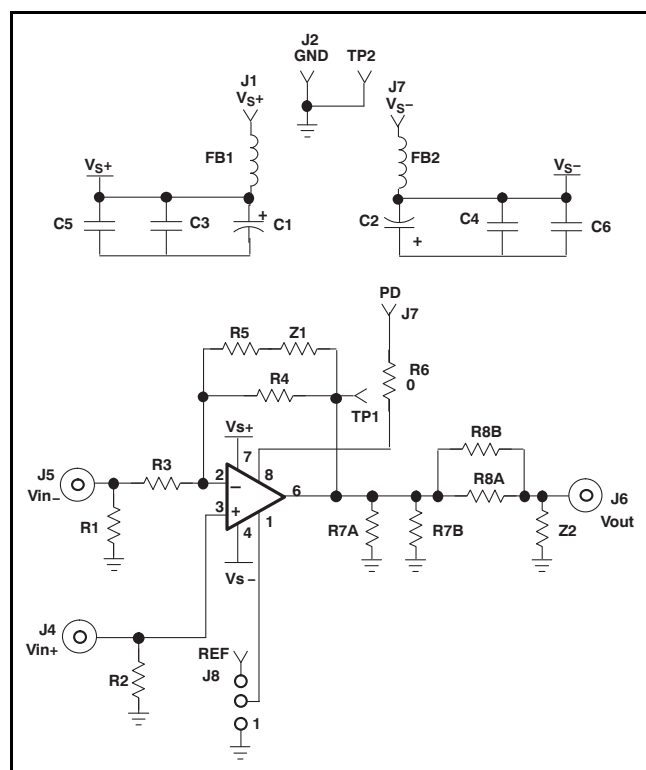 J2
GND
TP2
J1
VS+
J7
VS−
FB1
FB2
VS+
VS−
C5
C3
C1
+
C2
+
C4
C6
PD
J7
R5
Z1
R6
0
R4
TP1
Vs+
R8B
7
J5
Vin−
R3
2
−
8
6
R8A
J6
Vout
R1
3
+
1
4
R7A
R7B
Z2
Vs−
J4
Vin+
R2
REF
J8
1